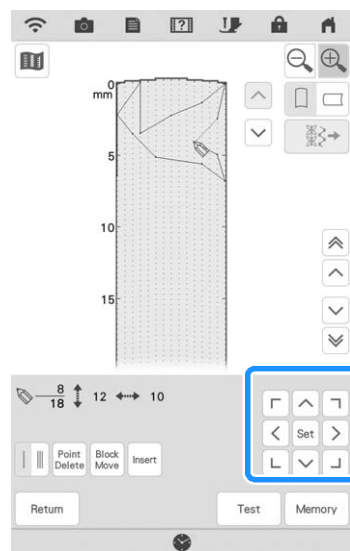 0
mm
5
10
15
8
18
12
10
Point
Delete
Block
Move
Insert
Set
Return
Test
Memory